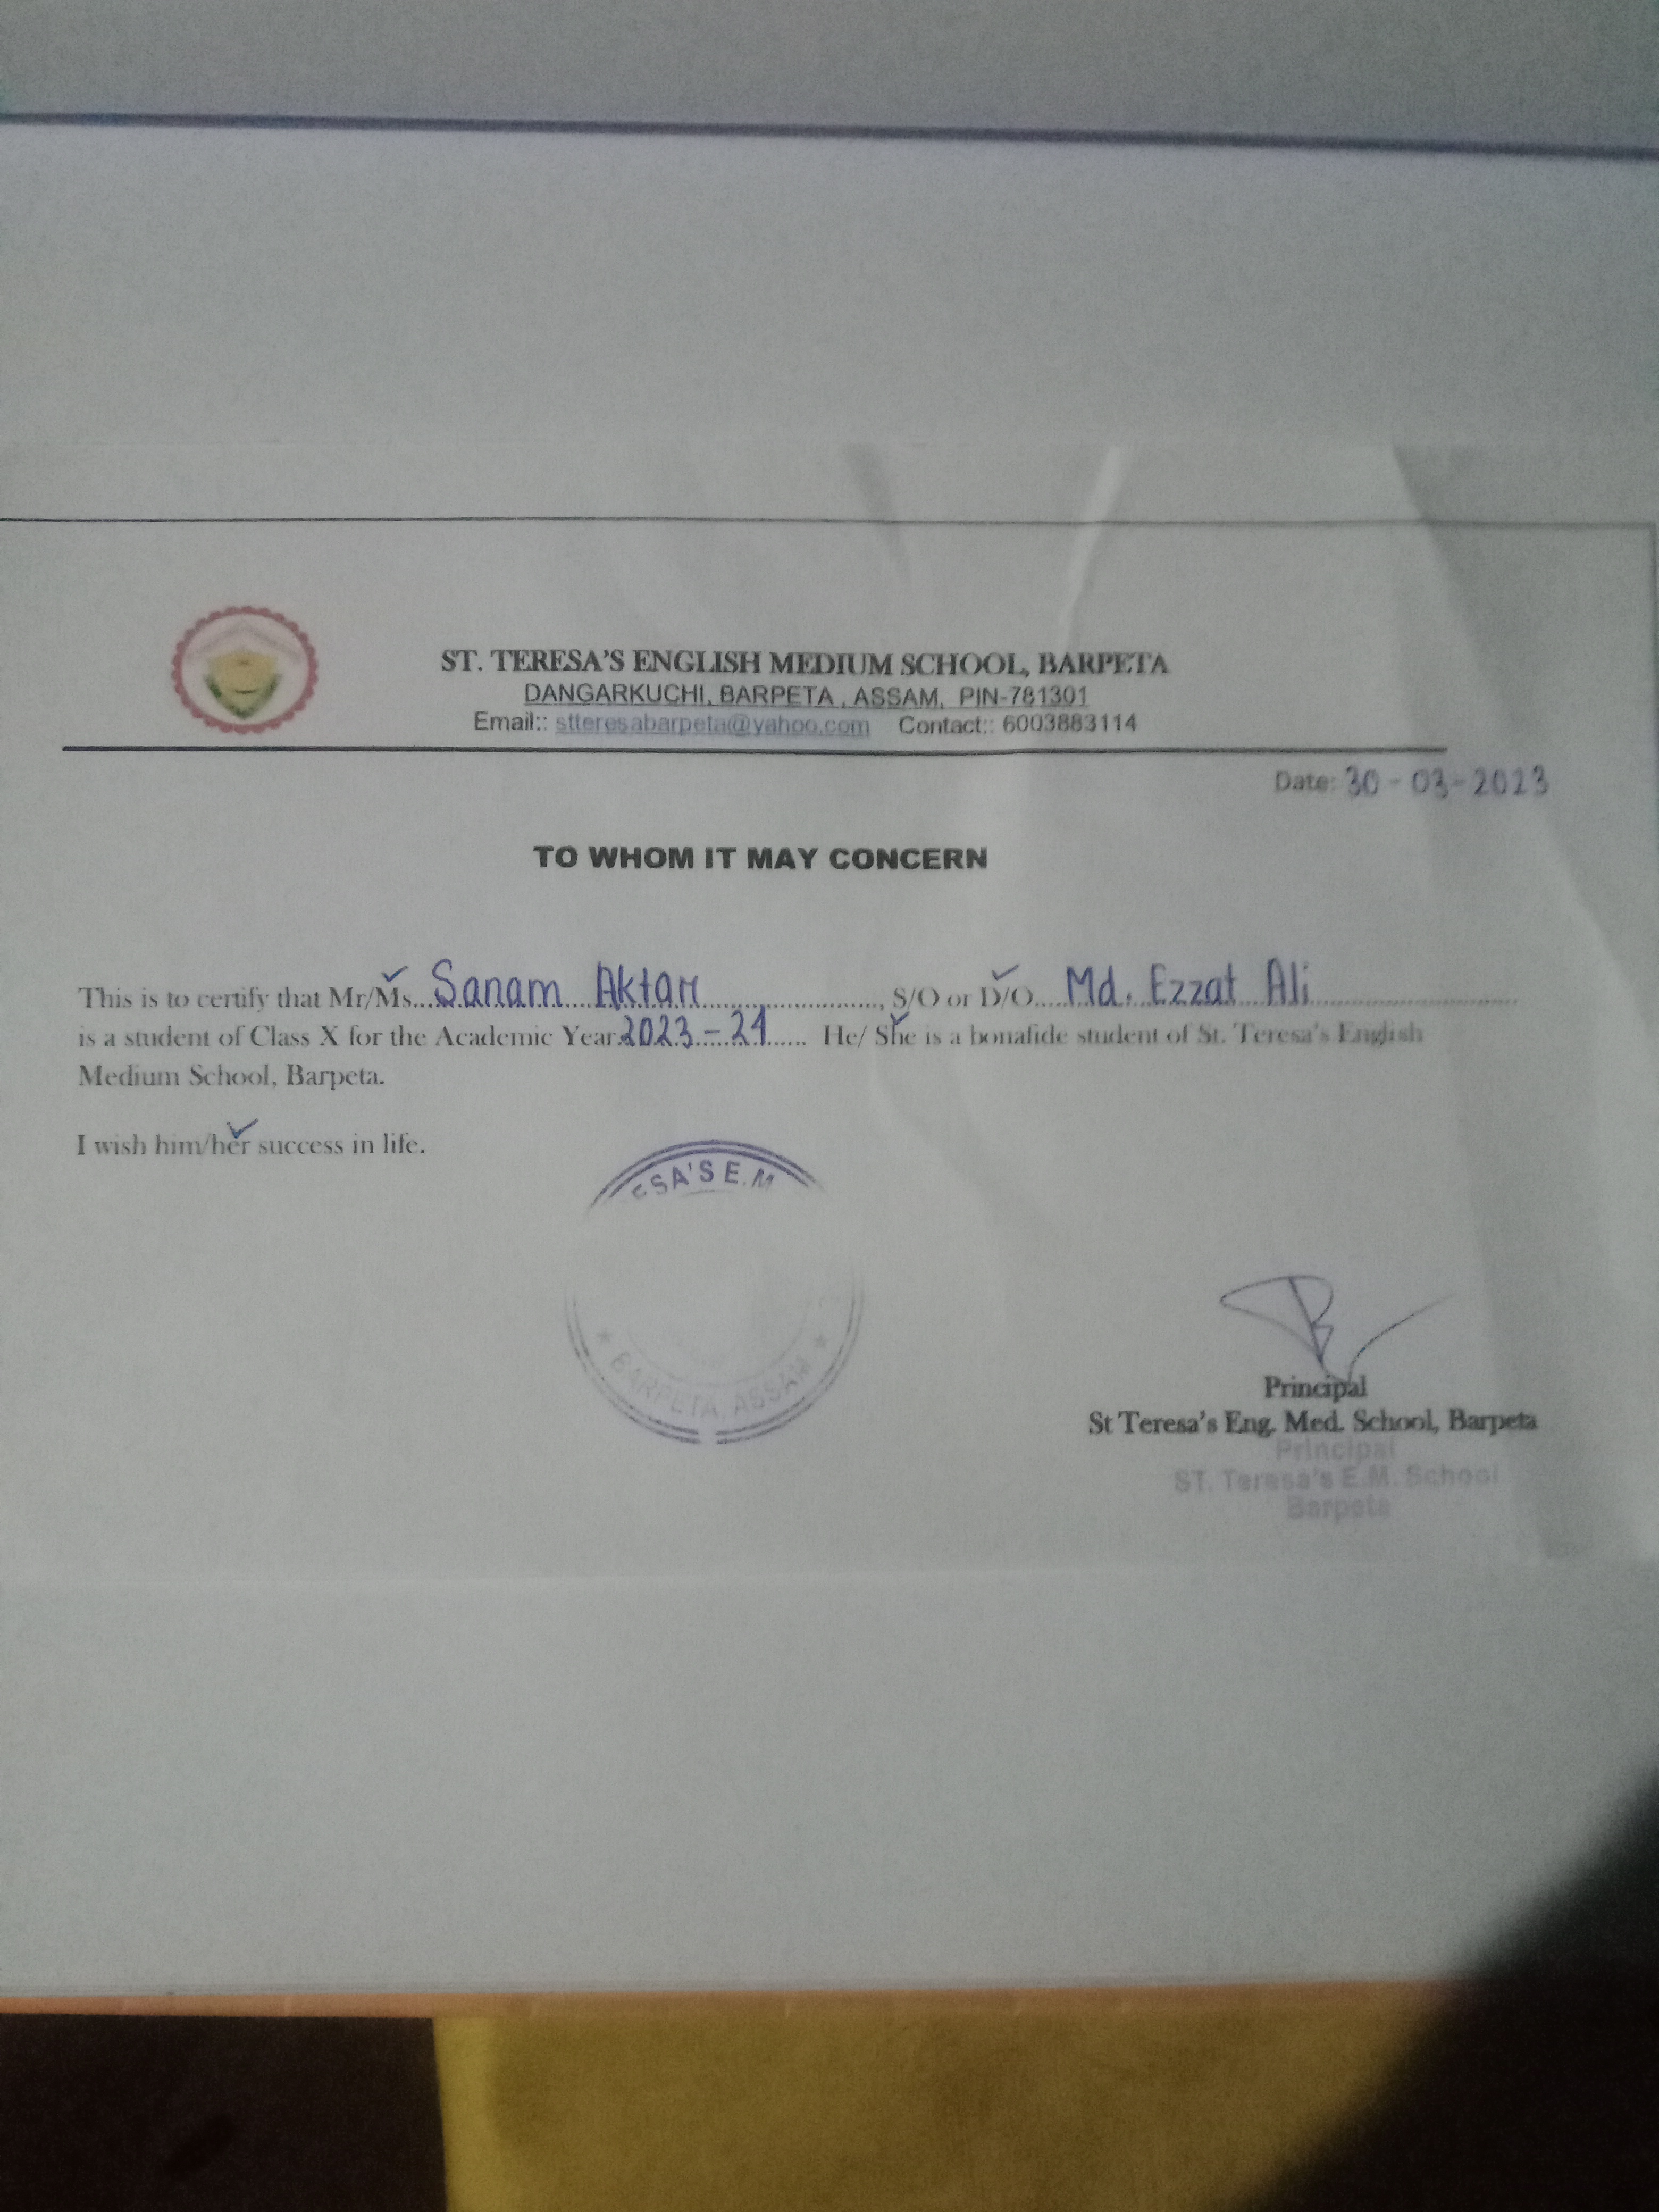 ST. TERESA'S ENGLISH MEDIUM SCHOOL, BARPETA
DANGARKUCHI, BARPETA , ASSAM, PIN-781301
Email:: stteresabarpeta@yahoo.com Contact:: 6003883114
Date: 30-03-2023
TO WHOM IT MAY CONCERN
This is to certify that Mr/Ms. Sanam Aktar, S/O or D/O Md. Ezzat Ali
is a student of Class X for the Academic Year 2023-24 He/ She is a bonafide student of St. Teresa's English
Medium School, Barpeta.
I wish him/her success in life.
ESA'S E.M
★ BARPETA, ASSAM ★
Principal
St Teresa's Eng. Med. School, Barpeta
Principal
ST. Teresa's E.M. School
Barpeta